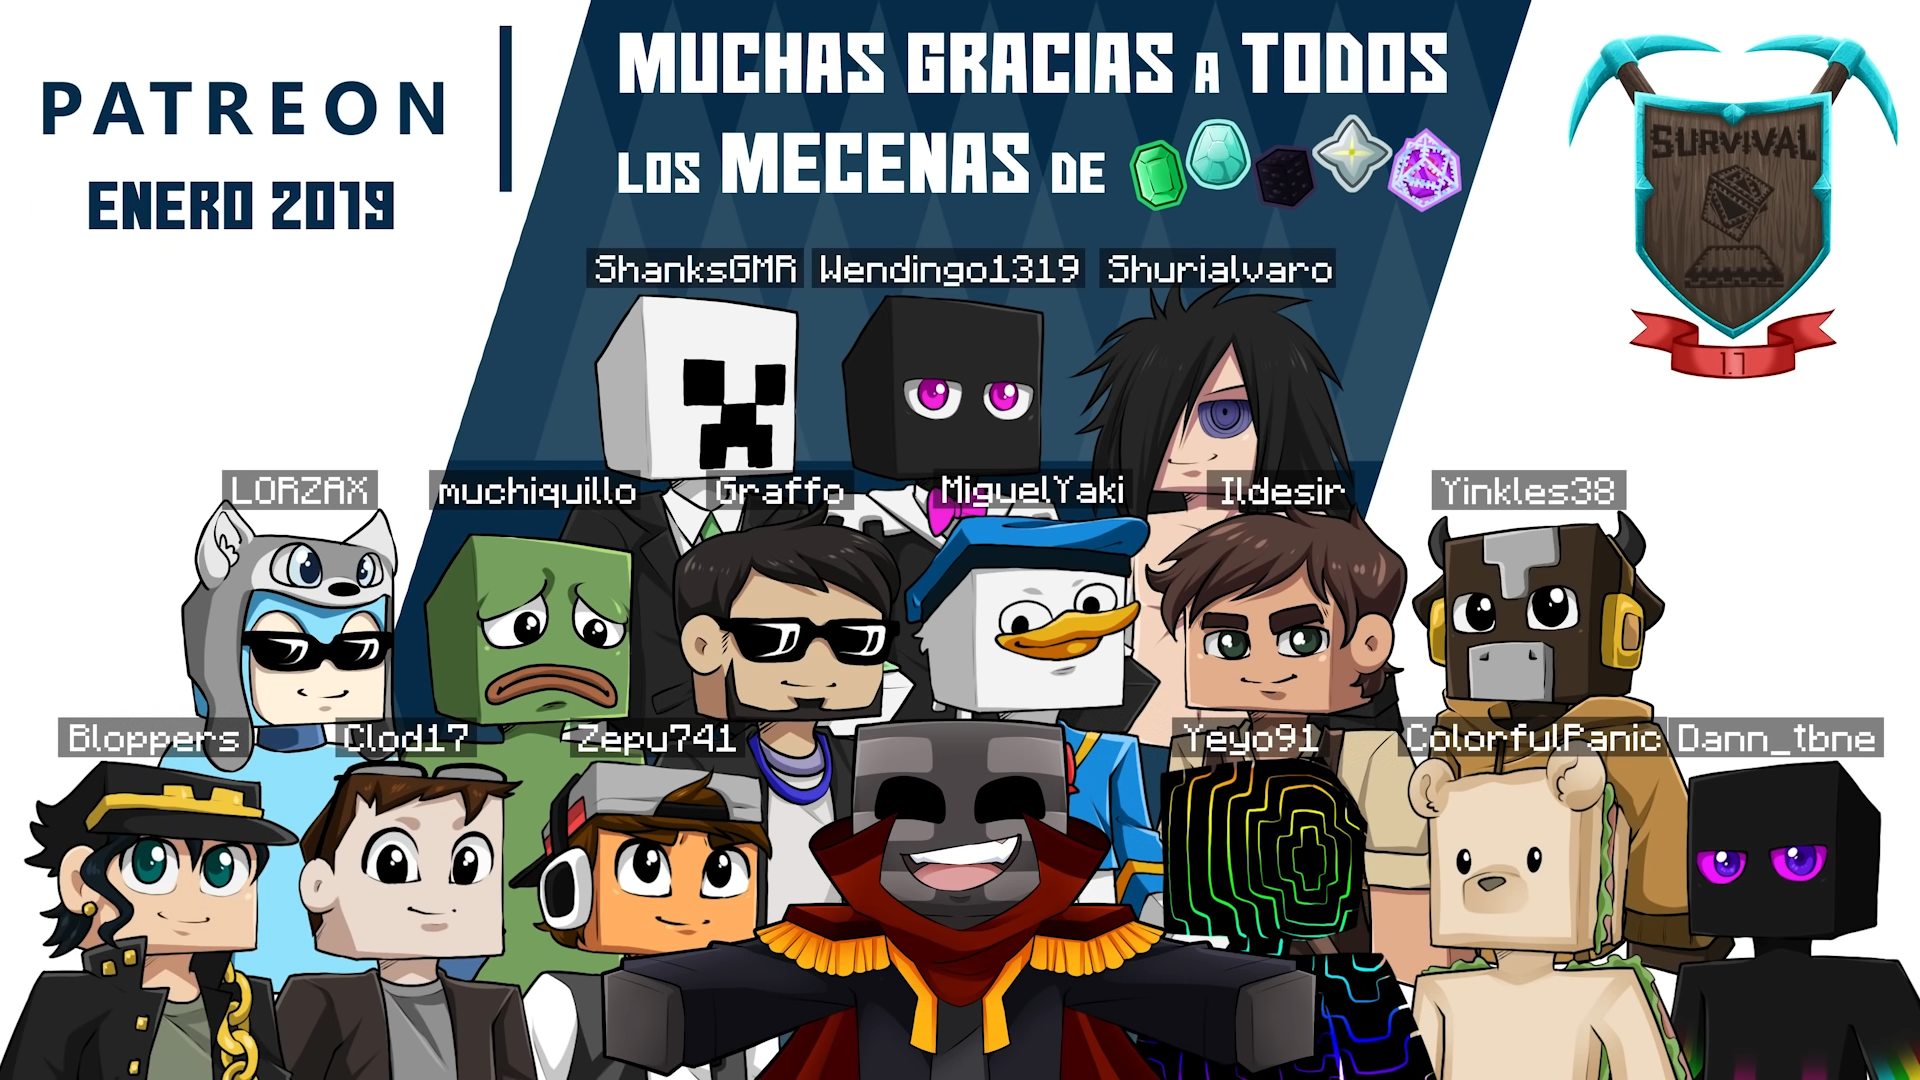 PATREON
ENERO 2019
MUCHAS GRACIAS A TODOS
LOS MECENAS DE
SURVIVAL
1.1
ShanksGMR
Wendingo1319
Shurialvaro
LORZAX
muchiquillo
Graffo
MiguelYaki
Ildesir
Yinkles38
Bloppers
Clod17
Zepu741
Yeyo91
ColorfulPanic
Dann_tbne